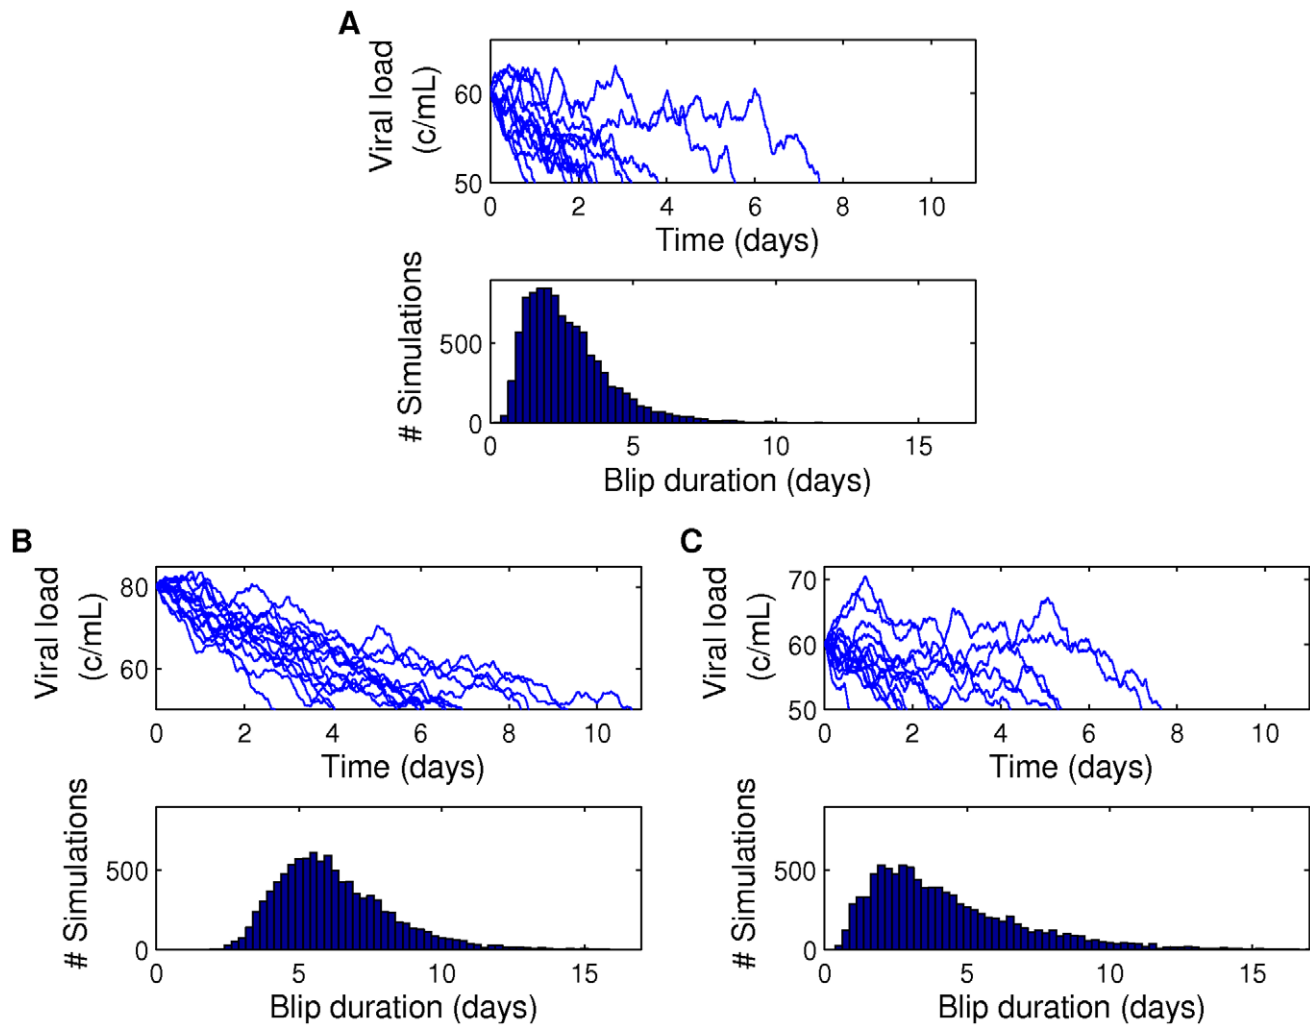 A
Viral load
(c/mL)
60
50
0 2 4 6 8 10
Time (days)
# Simulations
500
0
0 5 10 15
Blip duration (days)
B
Viral load
(c/mL)
80
60
0 2 4 6 8 10
Time (days)
# Simulations
500
0
0 5 10 15
Blip duration (days)
C
Viral load
(c/mL)
70
60
50
0 2 4 6 8 10
Time (days)
# Simulations
500
0
0 5 10 15
Blip duration (days)